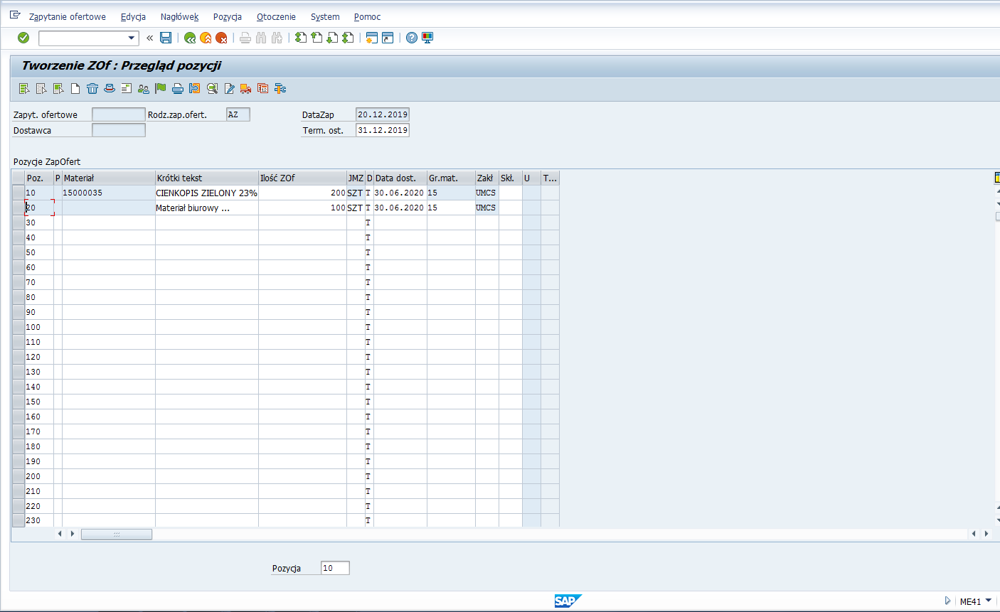 Zapytanie ofertowe Edycja Nagłówek Pozycja Otoczenie System Pomoc
Tworzenie ZOf : Przegląd pozycji
Zapyt. ofertowe Rodz.zap.ofert. AZ DataZap 20.12.2019
Dostawca Term. ost. 31.12.2019
Pozycje ZapOfert
Poz. P Materiał Krótki tekst Ilość ZOf JMZ D Data dost. Gr.mat. Zakł Skł. U T...
10 15000035 CIENKOPIS ZIELONY 23% 200 SZT T 30.06.2020 15 UMCS
20 Materiał biurowy ... 100 SZT T 30.06.2020 15 UMCS
30 T
40 T
50 T
60 T
70 T
80 T
90 T
100 T
110 T
120 T
130 T
140 T
150 T
160 T
170 T
180 T
190 T
200 T
210 T
220 T
230 T
Pozycja 10
SAP ME41